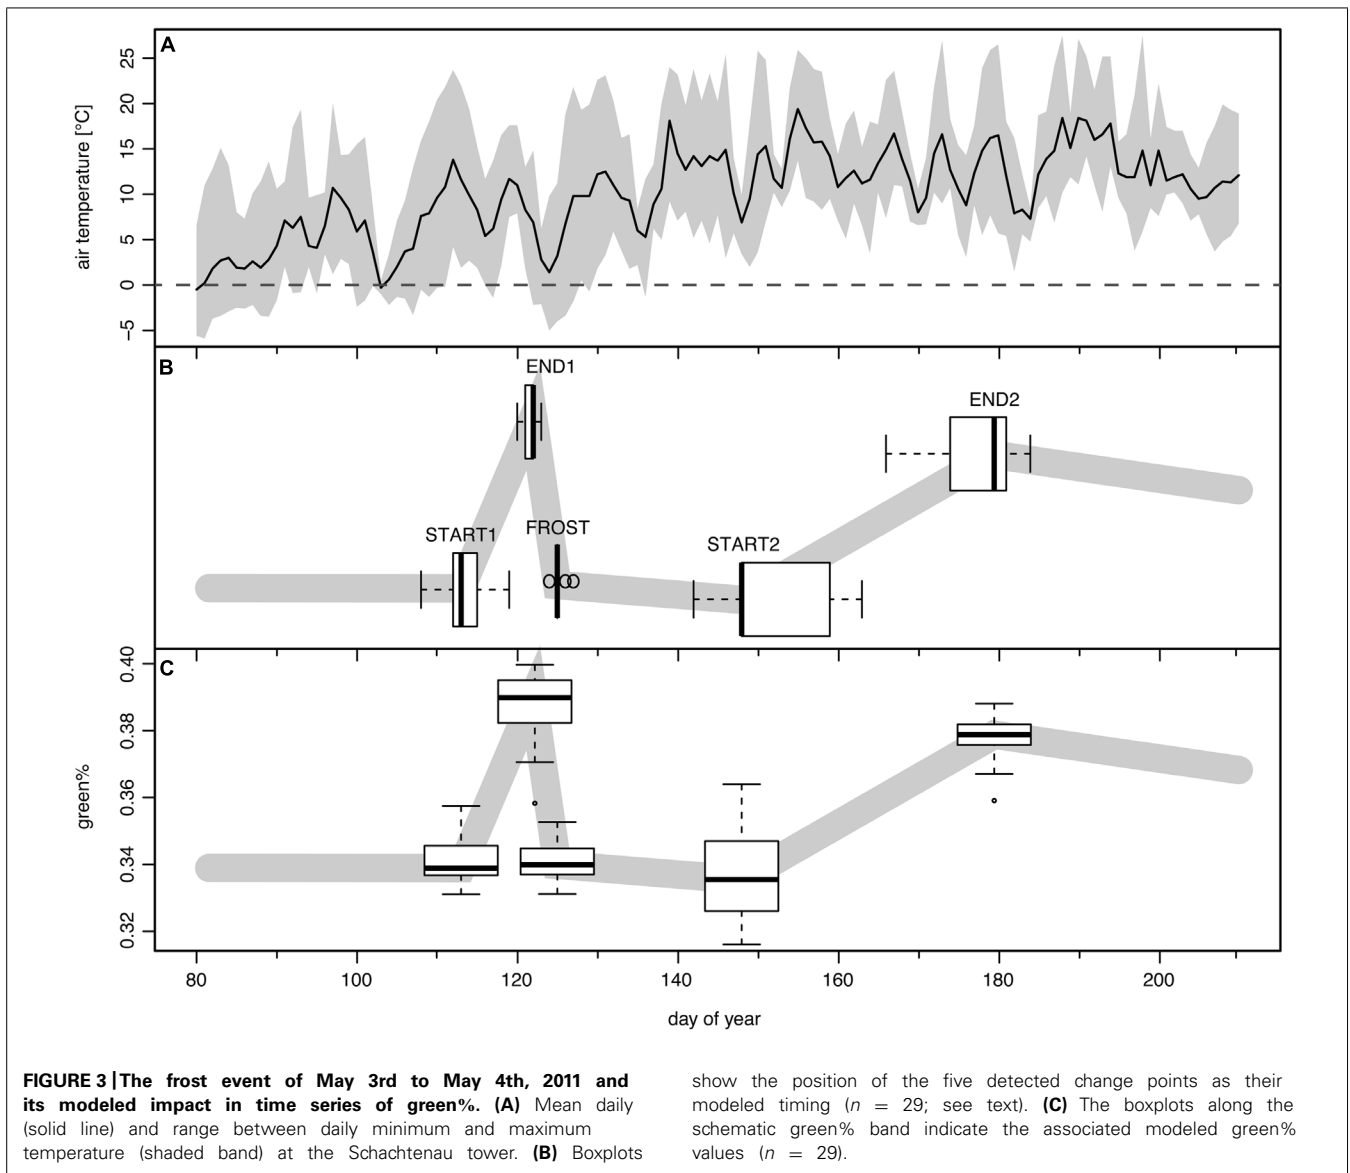 A
25
20
15
10
5
0
−5
air temperature [°C]
B
END1
END2
START1
FROST
START2
C
0.40
0.38
0.36
0.34
0.32
green%
80 100 120 140 160 180 200
day of year
FIGURE 3 | The frost event of May 3rd to May 4th, 2011 and
its modeled impact in time series of green%. (A) Mean daily
(solid line) and range between daily minimum and maximum
temperature (shaded band) at the Schachtenau tower. (B) Boxplots
show the position of the five detected change points as their
modeled timing (n = 29; see text). (C) The boxplots along the
schematic green% band indicate the associated modeled green%
values (n = 29).